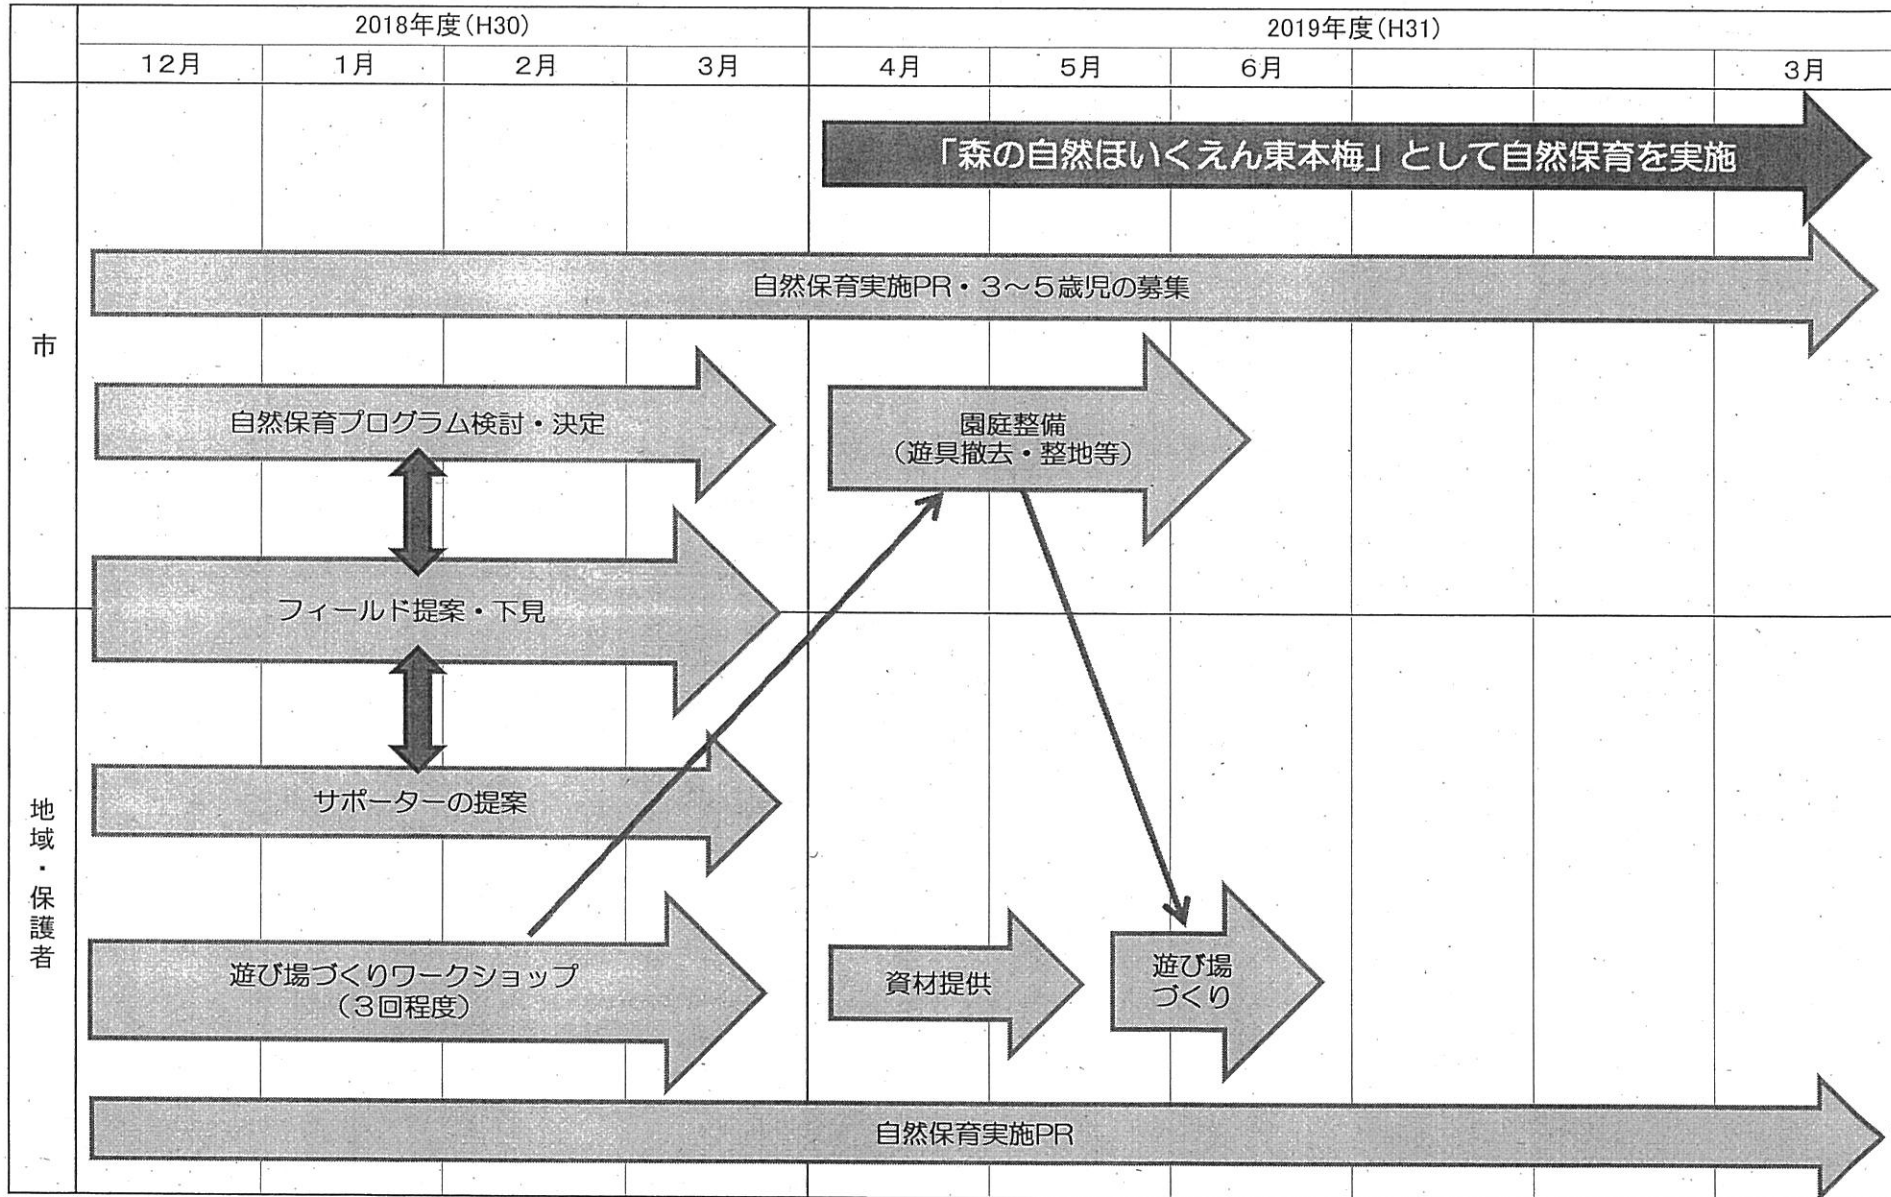 2018年度(H30)
2019年度(H31)
12月
1月
2月
3月
4月
5月
6月
3月
市
「森の自然ほいくえん東本梅」として自然保育を実施
自然保育実施PR・3～5歳児の募集
自然保育プログラム検討・決定
園庭整備
(遊具撤去・整地等)
フィールド提案・下見
地域・保護者
サポーターの提案
遊び場づくりワークショップ
(3回程度)
資材提供
遊び場
づくり
自然保育実施PR